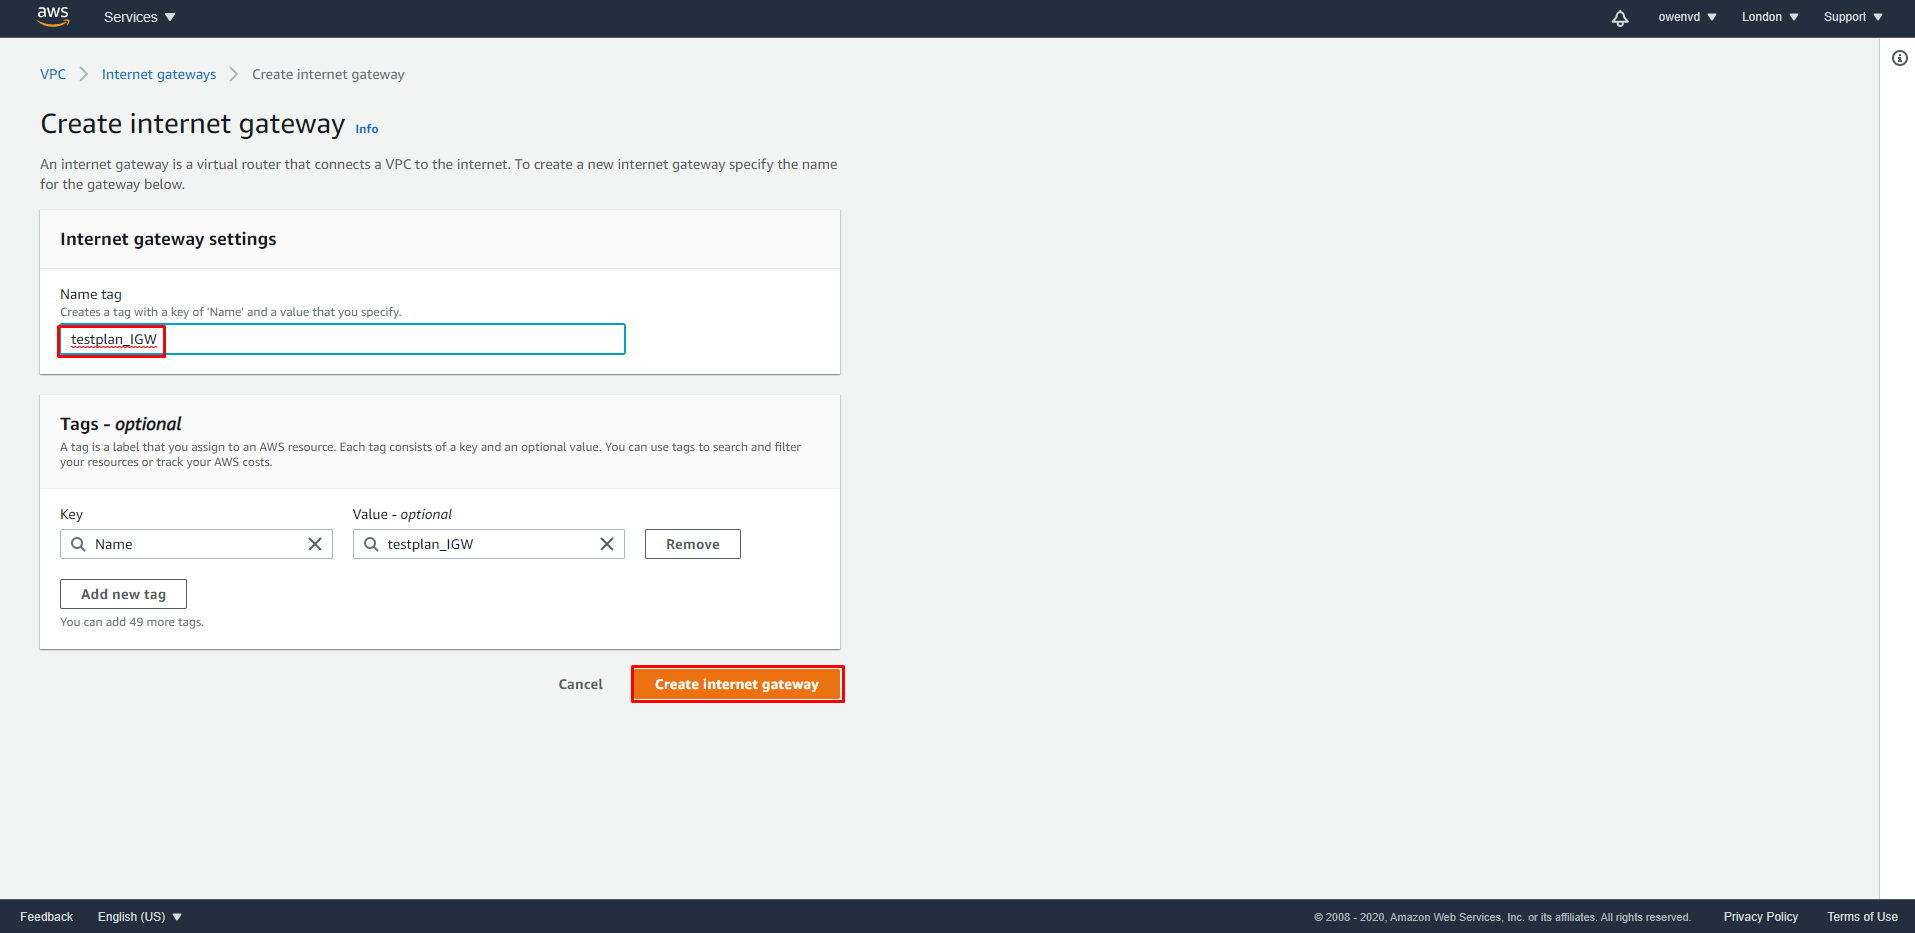 aws Services owenvd London Support
VPC Internet gateways Create internet gateway
Create internet gateway Info
An internet gateway is a virtual router that connects a VPC to the internet. To create a new internet gateway specify the name
for the gateway below.
Internet gateway settings
Name tag
Creates a tag with a key of 'Name' and a value that you specify.
testplan_IGW
Tags - optional
A tag is a label that you assign to an AWS resource. Each tag consists of a key and an optional value. You can use tags to search and filter
your resources or track your AWS costs.
Key Value - optional
Name testplan_IGW Remove
Add new tag
You can add 49 more tags.
Cancel Create internet gateway
Feedback English (US) © 2008 - 2020, Amazon Web Services, Inc. or its affiliates. All rights reserved. Privacy Policy Terms of Use